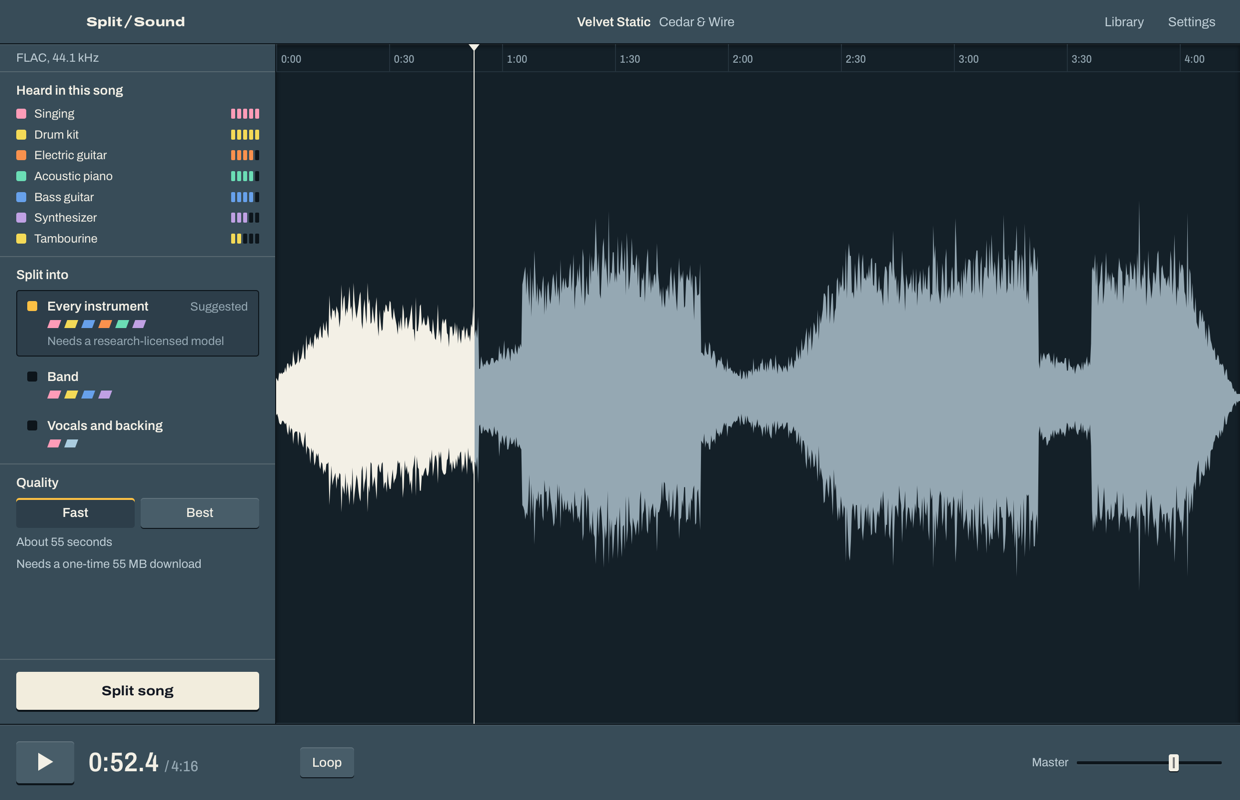 Split/Sound
Velvet Static Cedar & Wire
Library Settings
FLAC, 44.1 kHz
0:00 0:30 1:00 1:30 2:00 2:30 3:00 3:30 4:00
Heard in this song
Singing
Drum kit
Electric guitar
Acoustic piano
Bass guitar
Synthesizer
Tambourine
Split into
Every instrument Suggested
Needs a research-licensed model
Band
Vocals and backing
Quality
Fast Best
About 55 seconds
Needs a one-time 55 MB download
Split song
0:52.4 / 4:16
Loop
Master